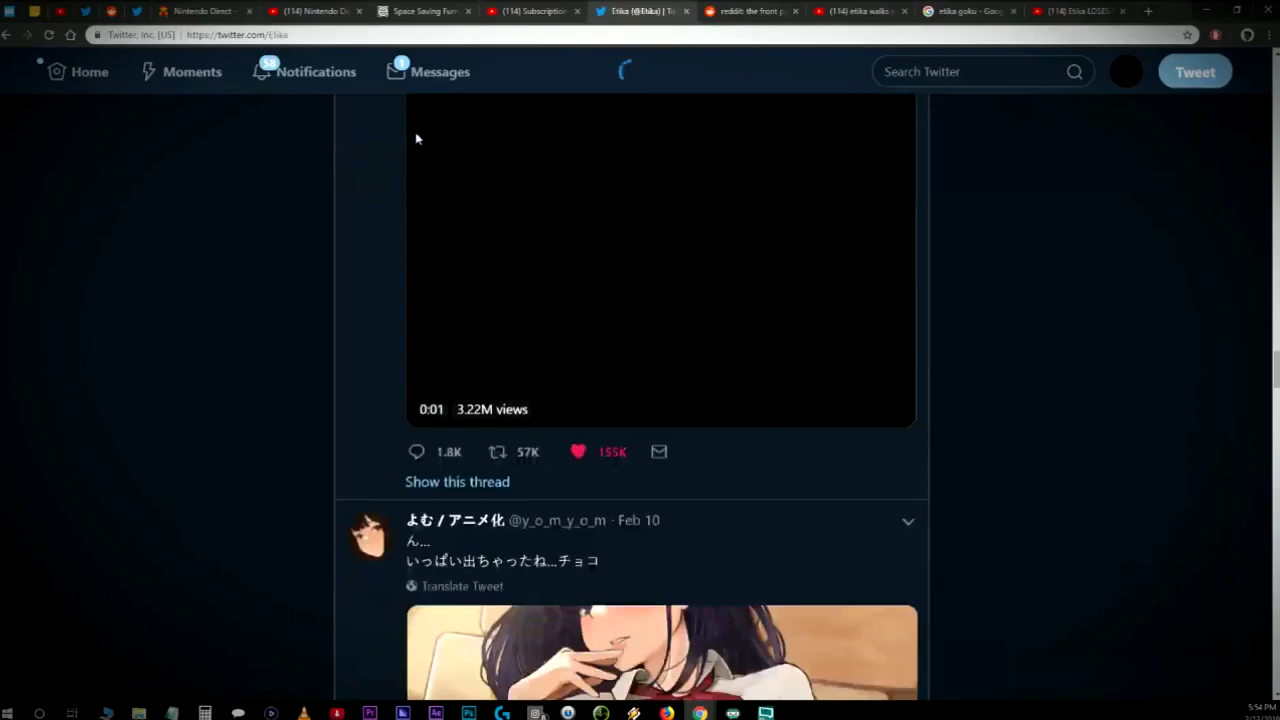 Nintendo Direct -
(114) Nintendo Di
Space Saving Furn
(114) Subscription
Etika (@Etika) | Tw
reddit: the front p
(114) etika walks
etika goku - Goog
(114) Etika LOSES
Twitter, Inc. [US] | https://twitter.com/Etika
Home
Moments
58
Notifications
1
Messages
Search Twitter
Tweet
0:01 3.22M views
1.8K 57K 155K
Show this thread
よむ / アニメ化 @y_o_m_y_o_m · Feb 10
ん...
いっぱい出ちゃったね...チョコ
Translate Tweet
5:54 PM